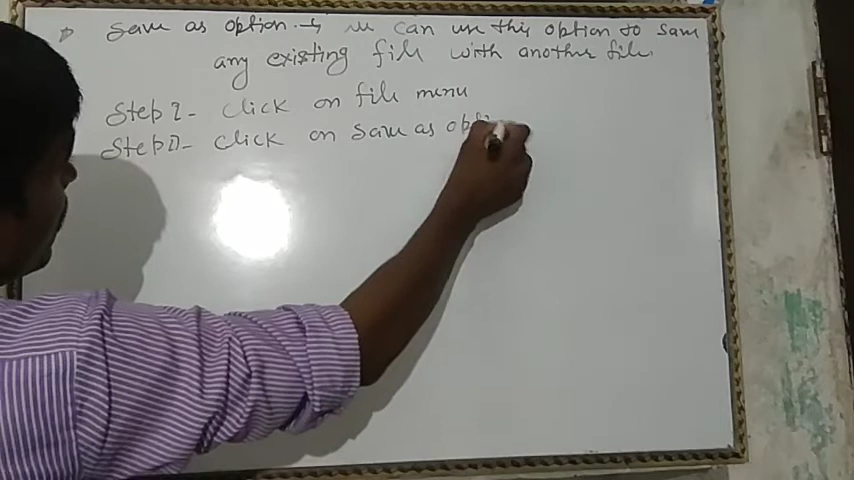 Save as option → we can use this option to save
any existing file with another file.
Step I - Click on file menu
Step II - Click on save as opti